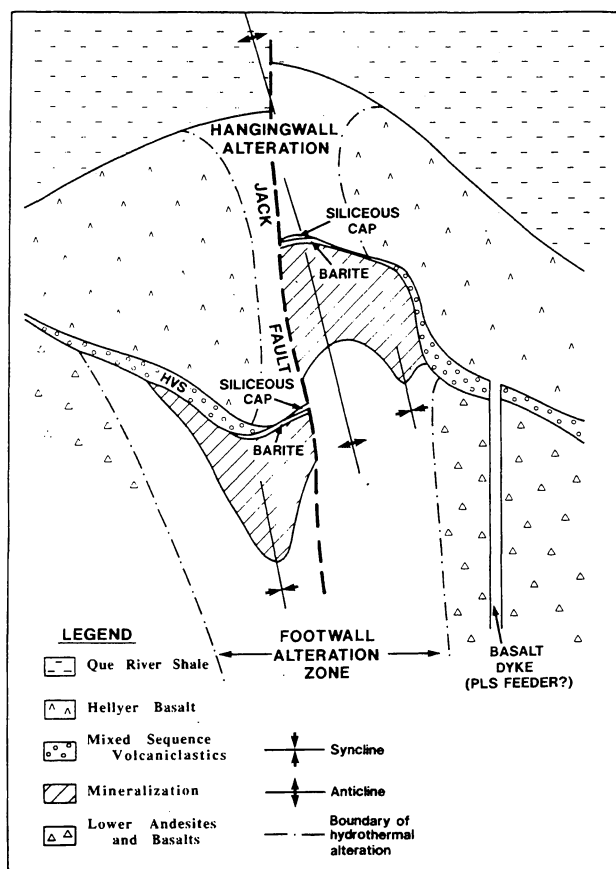 HANGINGWALL
ALTERATION
JACK
FAULT
SILICEOUS
CAP
BARITE
HVS
SILICEOUS
CAP
BARITE
FOOTWALL
ALTERATION
ZONE
BASALT
DYKE
(PLS FEEDER?)
LEGEND
Que River Shale
Hellyer Basalt
Mixed Sequence
Volcaniclastics
Mineralization
Lower Andesites
and Basalts
Syncline
Anticline
Boundary of
hydrothermal
alteration